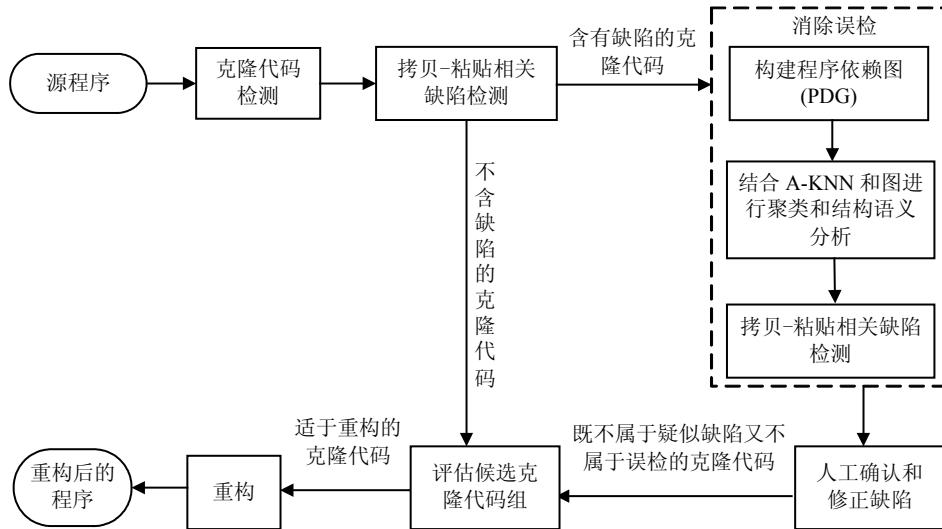 源程序
克隆代码
检测
拷贝-粘贴相关
缺陷检测
含有缺陷的克
隆代码
消除误检
构建程序依赖图
(PDG)
结合 A-KNN 和图进
行聚类和结构语义
分析
拷贝-粘贴相关缺陷
检测
不含缺陷的克隆代码
人工确认和
修正缺陷
既不属于疑似缺陷又不
属于误检的克隆代码
评估候选克
隆代码组
适于重构的
克隆代码
重构
重构后的
程序